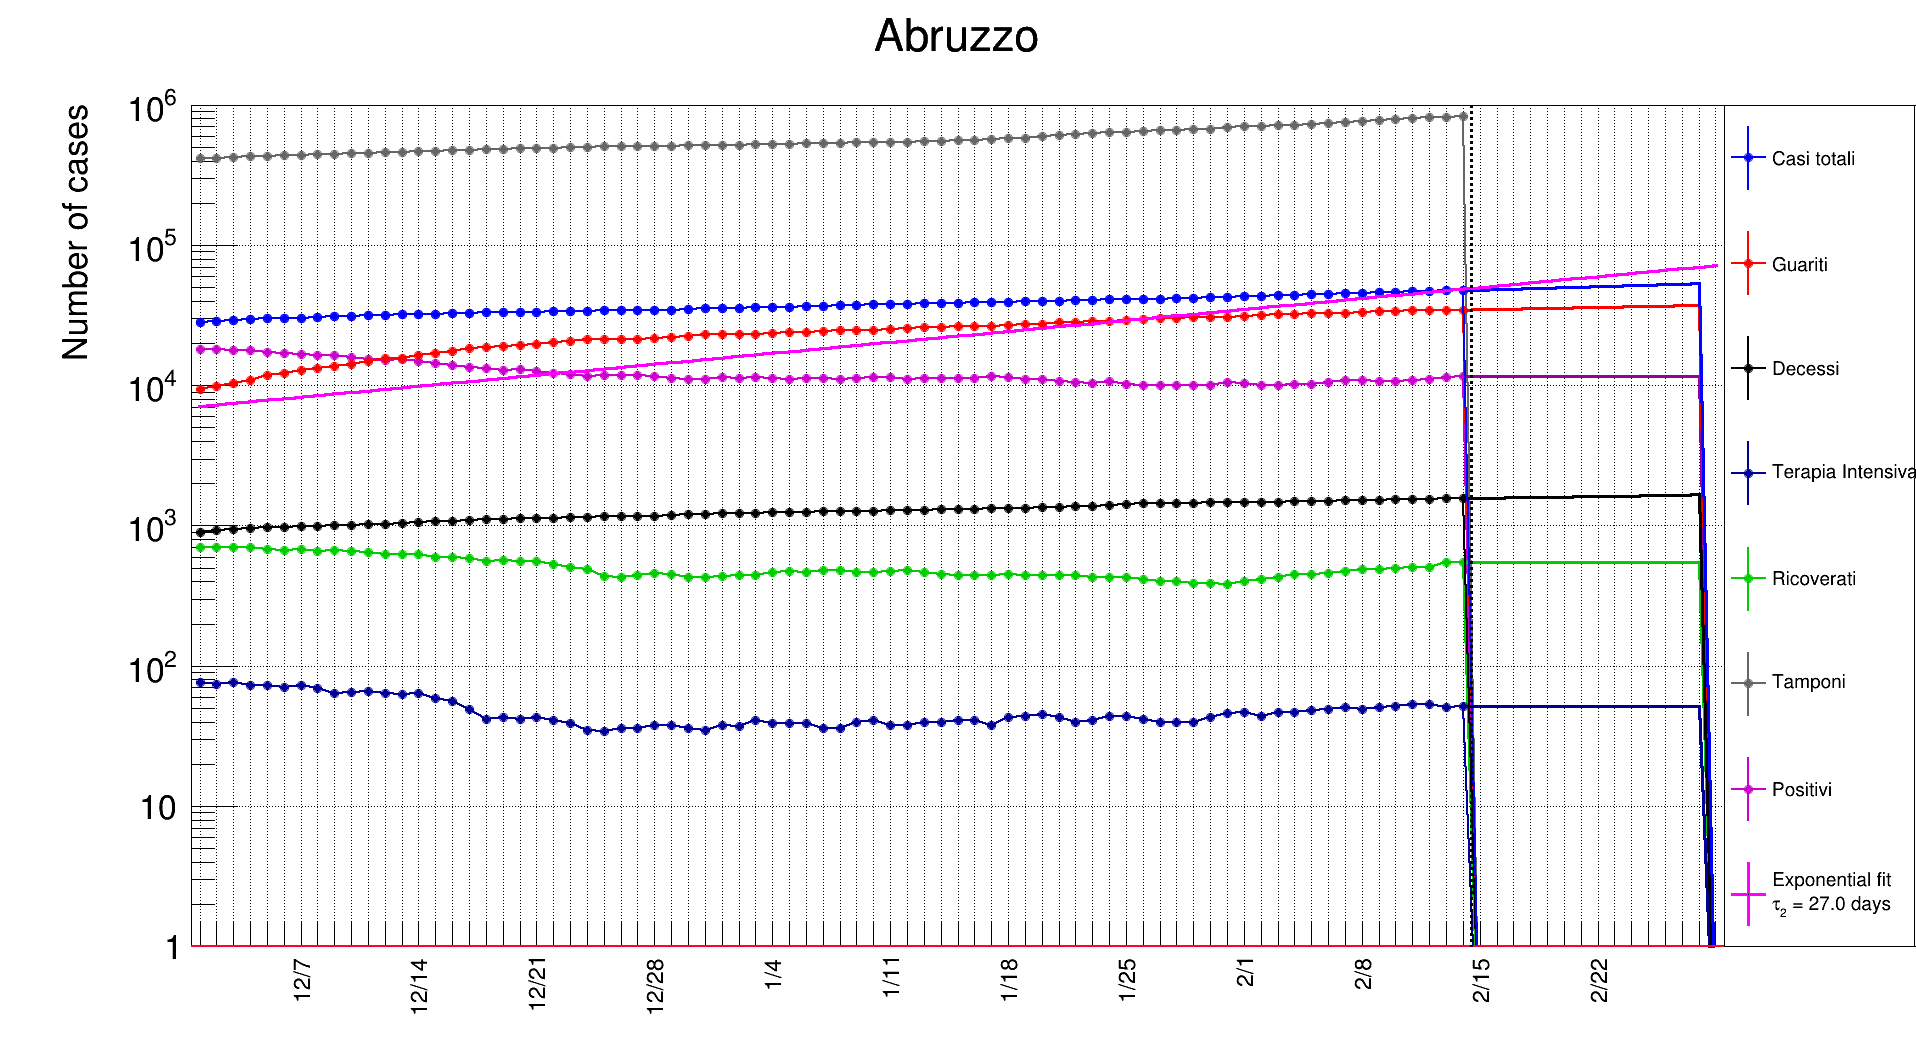 Abruzzo
Number of cases
10^6
10^5
10^4
10^3
10^2
10
1
12/7
12/14
12/21
12/28
1/4
1/11
1/18
1/25
2/1
2/8
2/15
2/22
Casi totali
Guariti
Decessi
Terapia Intensiva
Ricoverati
Tamponi
Positivi
Exponential fit
τ₂ = 27.0 days